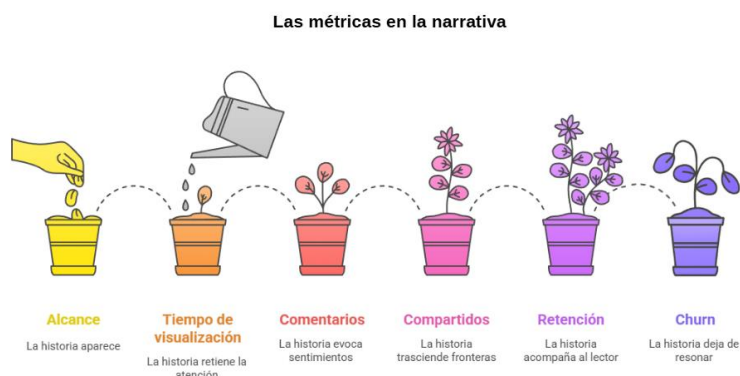 Las métricas en la narrativa
Alcance
La historia aparece
Tiempo de
visualización
La historia retiene la
atención
Comentarios
La historia evoca
sentimientos
Compartidos
La historia
trasciende fronteras
Retención
La historia
acompaña al lector
Churn
La historia deja de
resonar